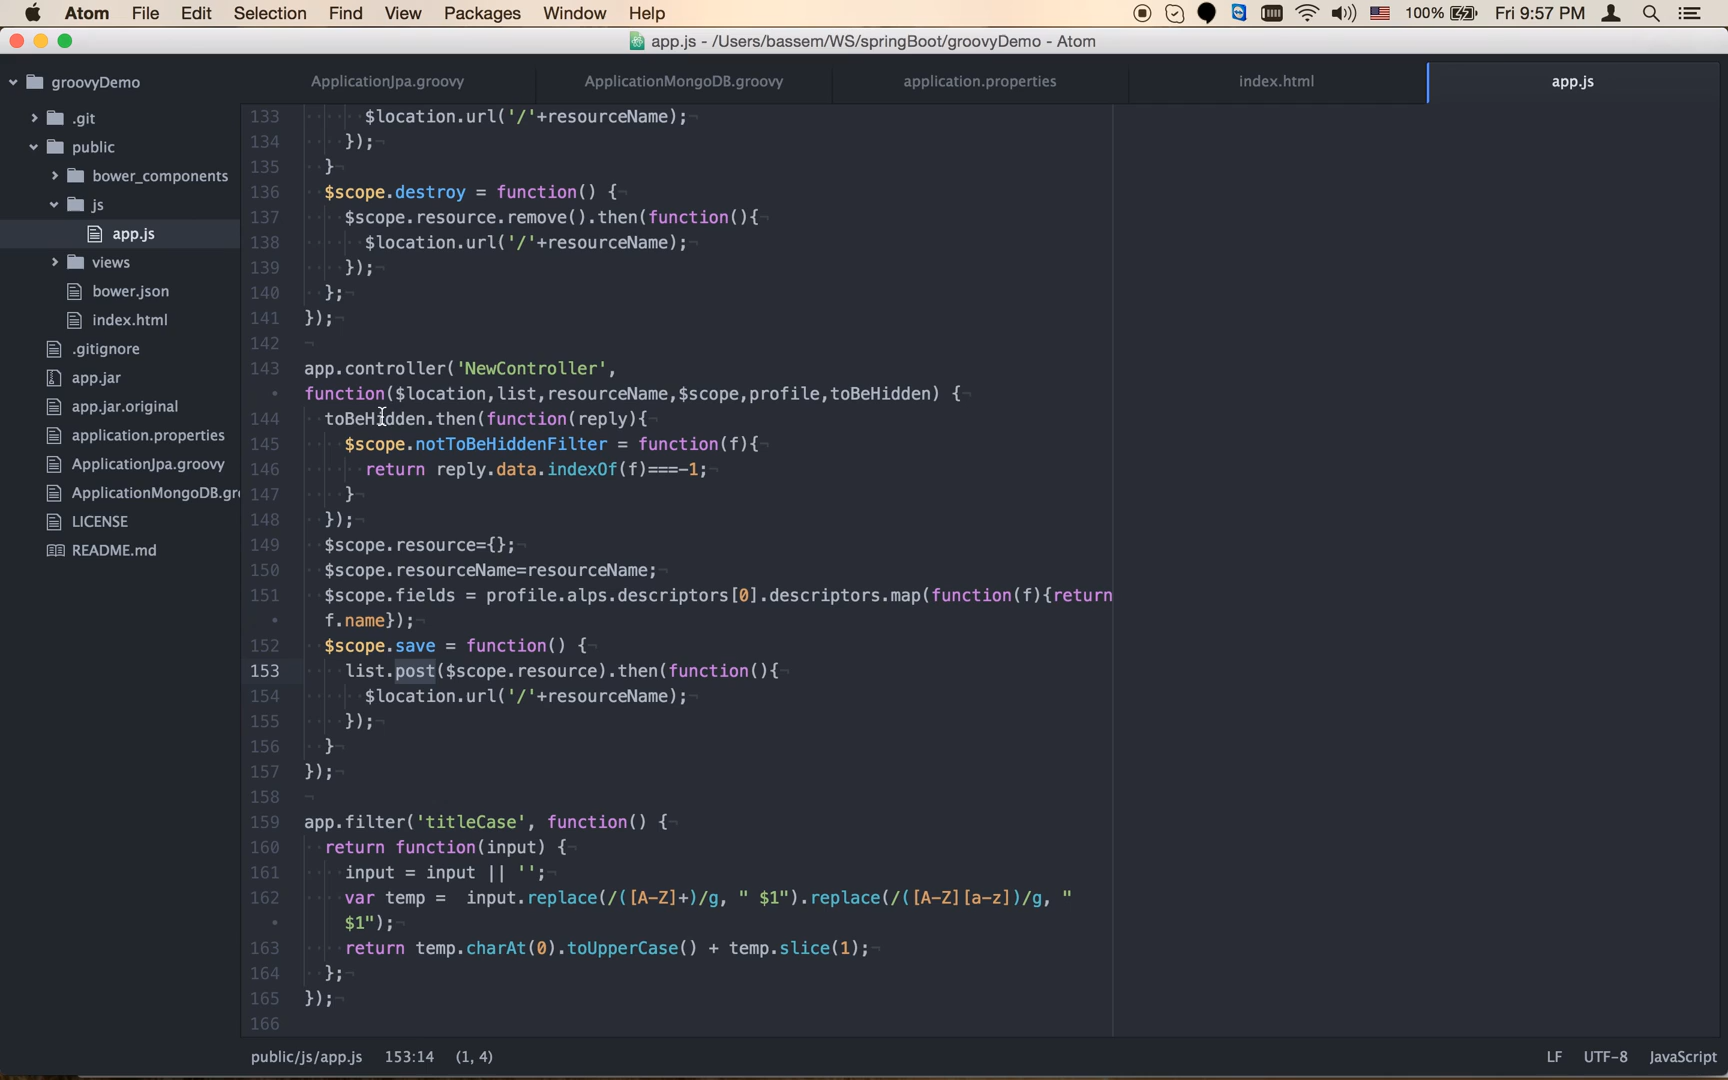 Atom File Edit Selection Find View Packages Window Help 100% Fri 9:57 PM
app.js - /Users/bassem/WS/springBoot/groovyDemo - Atom
groovyDemo
.git
public
bower_components
js
app.js
views
bower.json
index.html
.gitignore
app.jar
app.jar.original
application.properties
ApplicationJpa.groovy
ApplicationMongoDB.gro
LICENSE
README.md
ApplicationJpa.groovy ApplicationMongoDB.groovy application.properties index.html app.js
133 $location.url('/'+resourceName);
134 });
135 }
136 $scope.destroy = function() {
137 $scope.resource.remove().then(function(){
138 $location.url('/'+resourceName);
139 });
140 };
141 });
142
143 app.controller('NewController',
function($location,list,resourceName,$scope,profile,toBeHidden) {
144 toBeHidden.then(function(reply){
145 $scope.notToBeHiddenFilter = function(f){
146 return reply.data.indexOf(f)===-1;
147 }
148 });
149 $scope.resource={};
150 $scope.resourceName=resourceName;
151 $scope.fields = profile.alps.descriptors[0].descriptors.map(function(f){return
f.name});
152 $scope.save = function() {
153 list.post($scope.resource).then(function(){
154 $location.url('/'+resourceName);
155 });
156 }
157 });
158
159 app.filter('titleCase', function() {
160 return function(input) {
161 input = input || '';
162 var temp =  input.replace(/([A-Z]+)/g, " $1").replace(/([A-Z][a-z])/g, "
$1");
163 return temp.charAt(0).toUpperCase() + temp.slice(1);
164 };
165 });
166
public/js/app.js 153:14 (1, 4) LF UTF-8 JavaScript